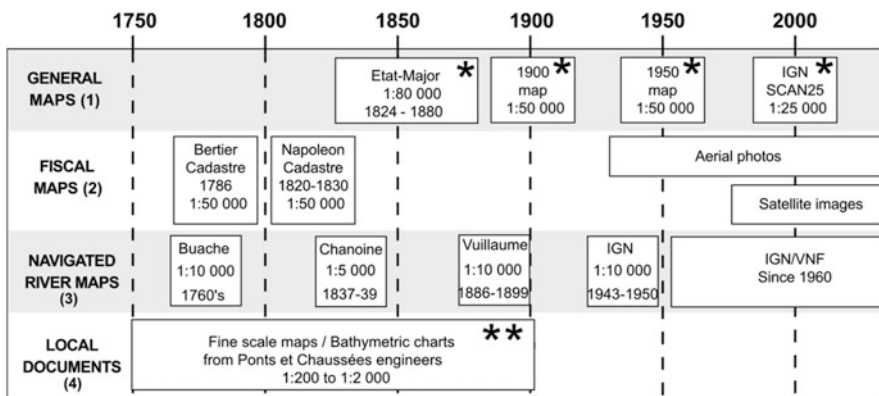 1750 1800 1850 1900 1950 2000
GENERAL
MAPS (1)
Etat-Major *
1:80 000
1824 - 1880
1900 *
map
1:50 000
1950 *
map
1:50 000
IGN *
SCAN25
1:25 000
FISCAL
MAPS (2)
Bertier
Cadastre
1786
1:50 000
Napoleon
Cadastre
1820-1830
1:50 000
Aerial photos
Satellite images
NAVIGATED
RIVER MAPS
(3)
Buache
1:10 000
1760's
Chanoine
1:5 000
1837-39
Vuillaume
1:10 000
1886-1899
IGN
1:10 000
1943-1950
IGN/VNF
Since 1960
LOCAL
DOCUMENTS
(4)
Fine scale maps / Bathymetric charts **
from Ponts et Chaussées engineers
1:200 to 1:2 000